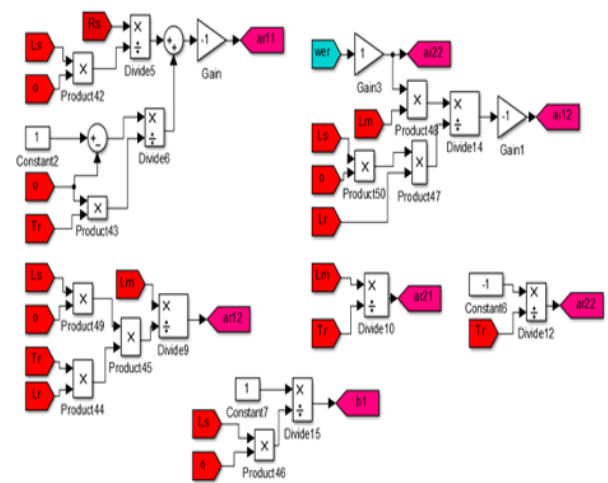 Rs
Ls
o
Product42
Divide5
-1
Gain
ar11
1
Constant2
o
Tr
Product43
Divide6
wer
1
Gain3
ai22
Lm
Product48
Ls
o
Product50
Lr
Product47
Divide14
-1
Gain1
ai12
Ls
o
Product49
Lm
Tr
Lr
Product44
Product45
Divide9
ar12
Lm
Tr
Divide10
ar21
-1
Constant6
Tr
Divide12
ar22
1
Constant7
Ls
o
Product46
Divide15
b1